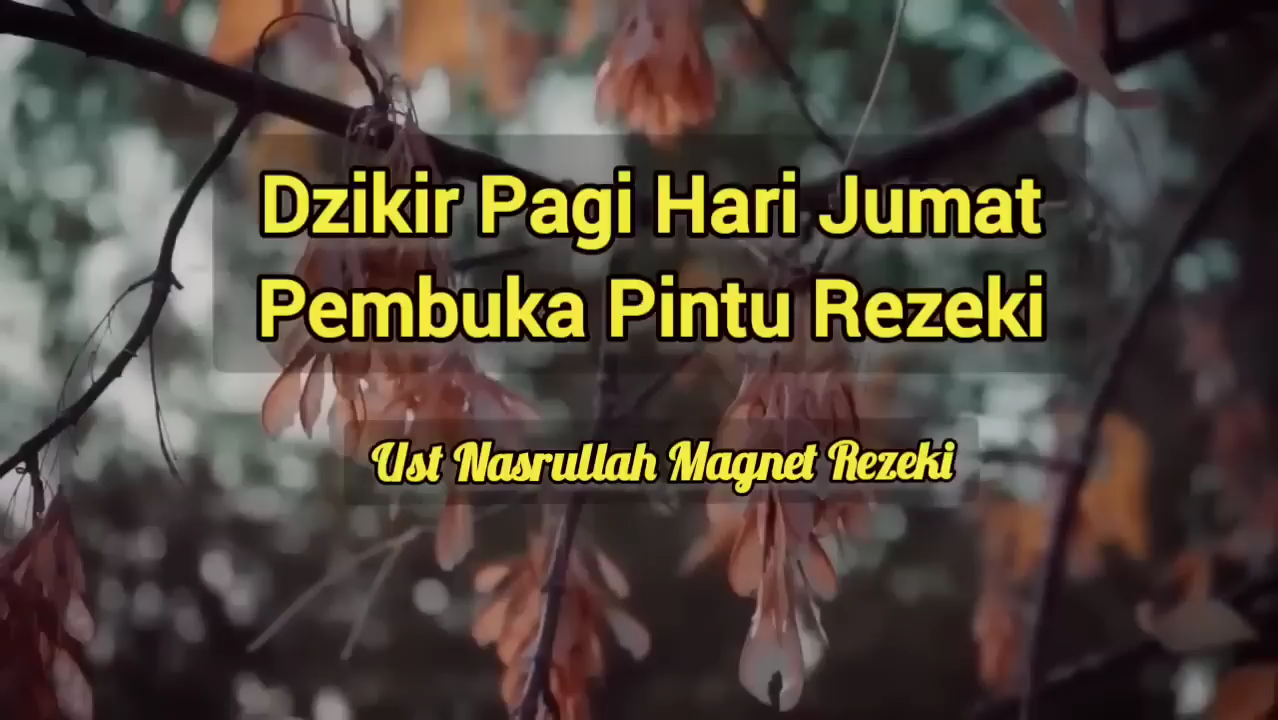 Dzikir Pagi Hari Jumat
Pembuka Pintu Rezeki
Ust Nasrullah Magnet Rezeki